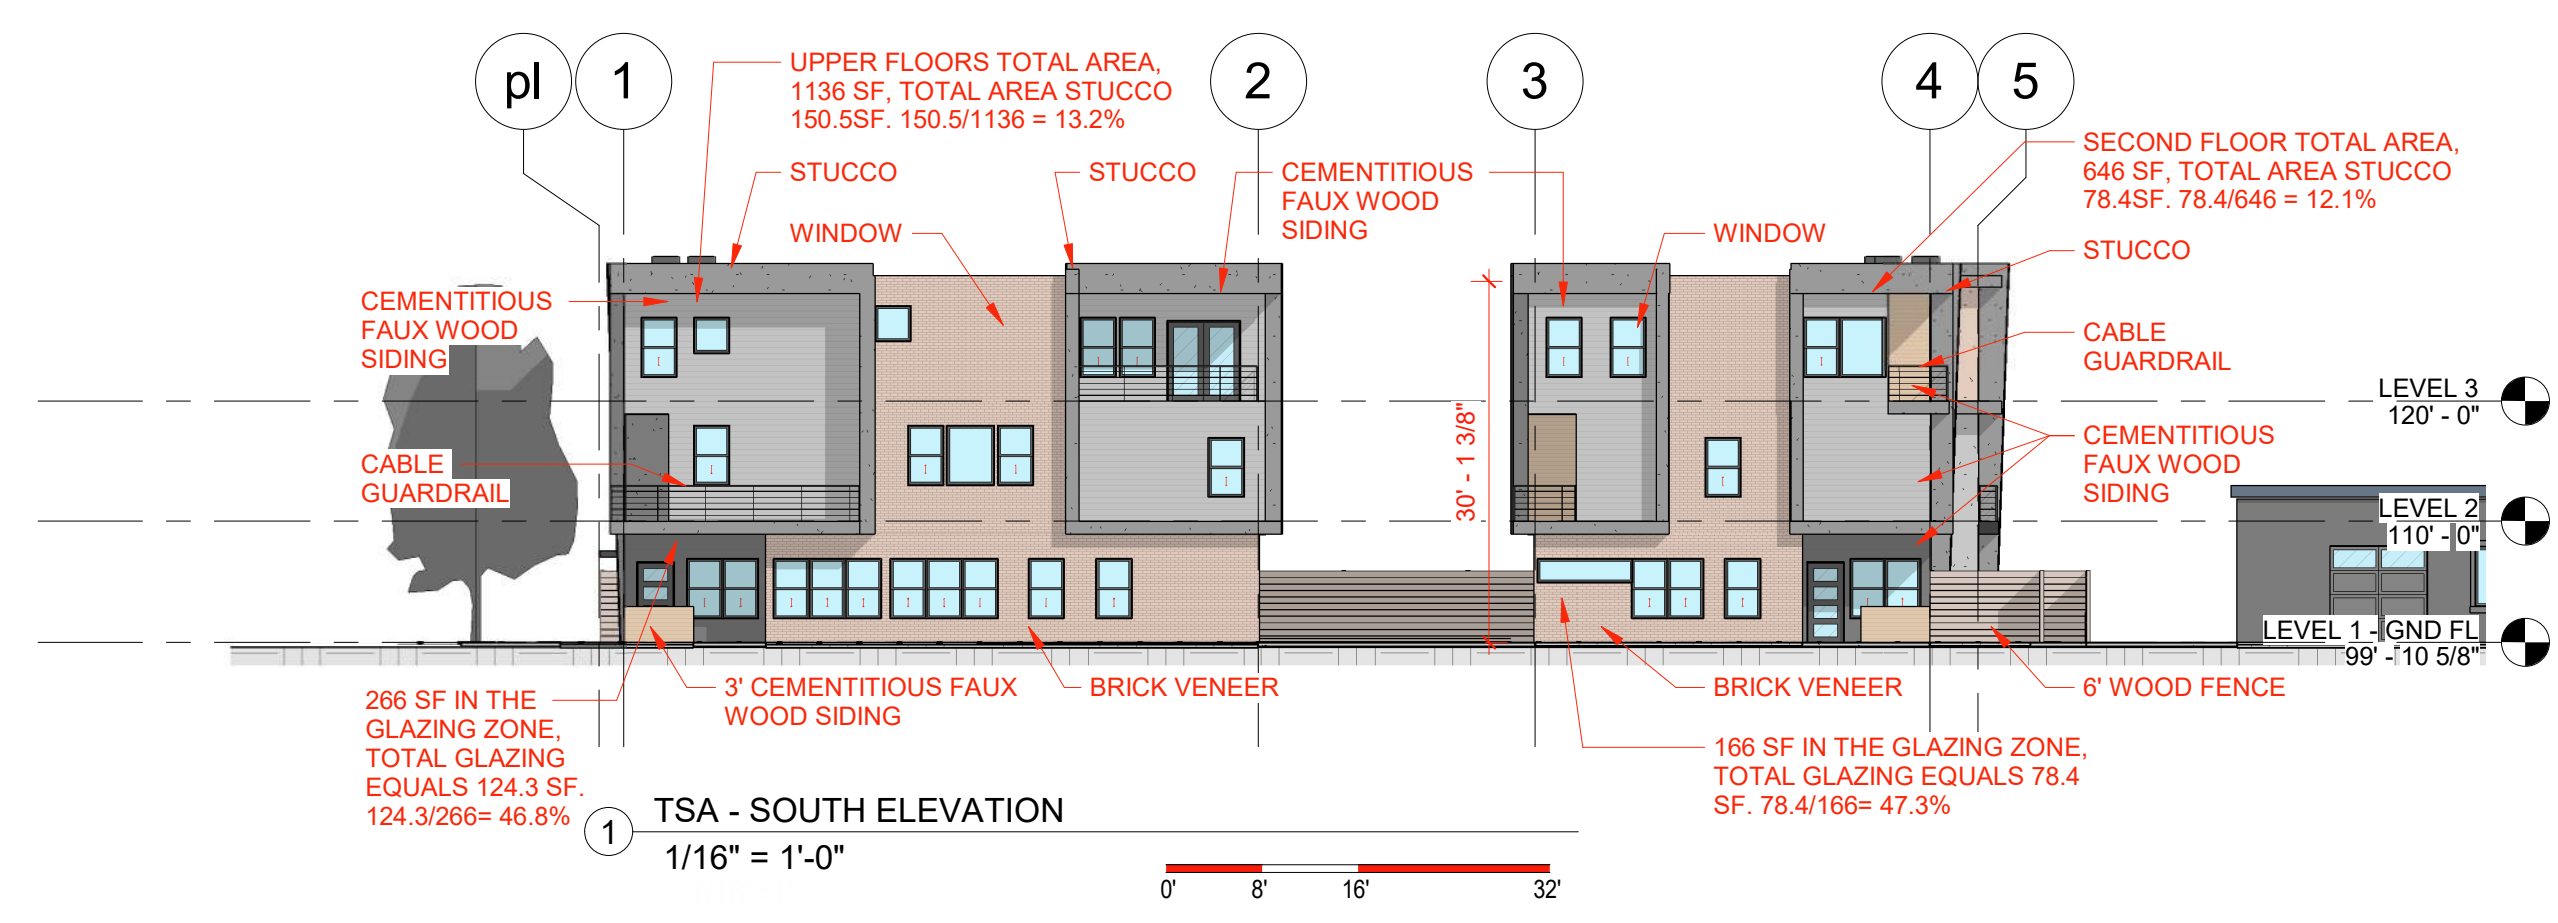 pl
1
2
3
4
5
UPPER FLOORS TOTAL AREA,
1136 SF, TOTAL AREA STUCCO
150.5SF. 150.5/1136 = 13.2%
SECOND FLOOR TOTAL AREA,
646 SF, TOTAL AREA STUCCO
78.4SF. 78.4/646 = 12.1%
STUCCO
STUCCO
CEMENTITIOUS
FAUX WOOD
SIDING
WINDOW
WINDOW
STUCCO
CEMENTITIOUS
FAUX WOOD
SIDING
CABLE
GUARDRAIL
LEVEL 3
120' - 0"
30' - 1 3/8"
CABLE
GUARDRAIL
CEMENTITIOUS
FAUX WOOD
SIDING
LEVEL 2
110' - 0"
LEVEL 1 - GND FL
99' - 10 5/8"
266 SF IN THE
GLAZING ZONE,
TOTAL GLAZING
EQUALS 124.3 SF.
124.3/266= 46.8%
3' CEMENTITIOUS FAUX
WOOD SIDING
BRICK VENEER
BRICK VENEER
6' WOOD FENCE
166 SF IN THE GLAZING ZONE,
TOTAL GLAZING EQUALS 78.4
SF. 78.4/166= 47.3%
1
TSA - SOUTH ELEVATION
1/16" = 1'-0"
0' 8' 16' 32'